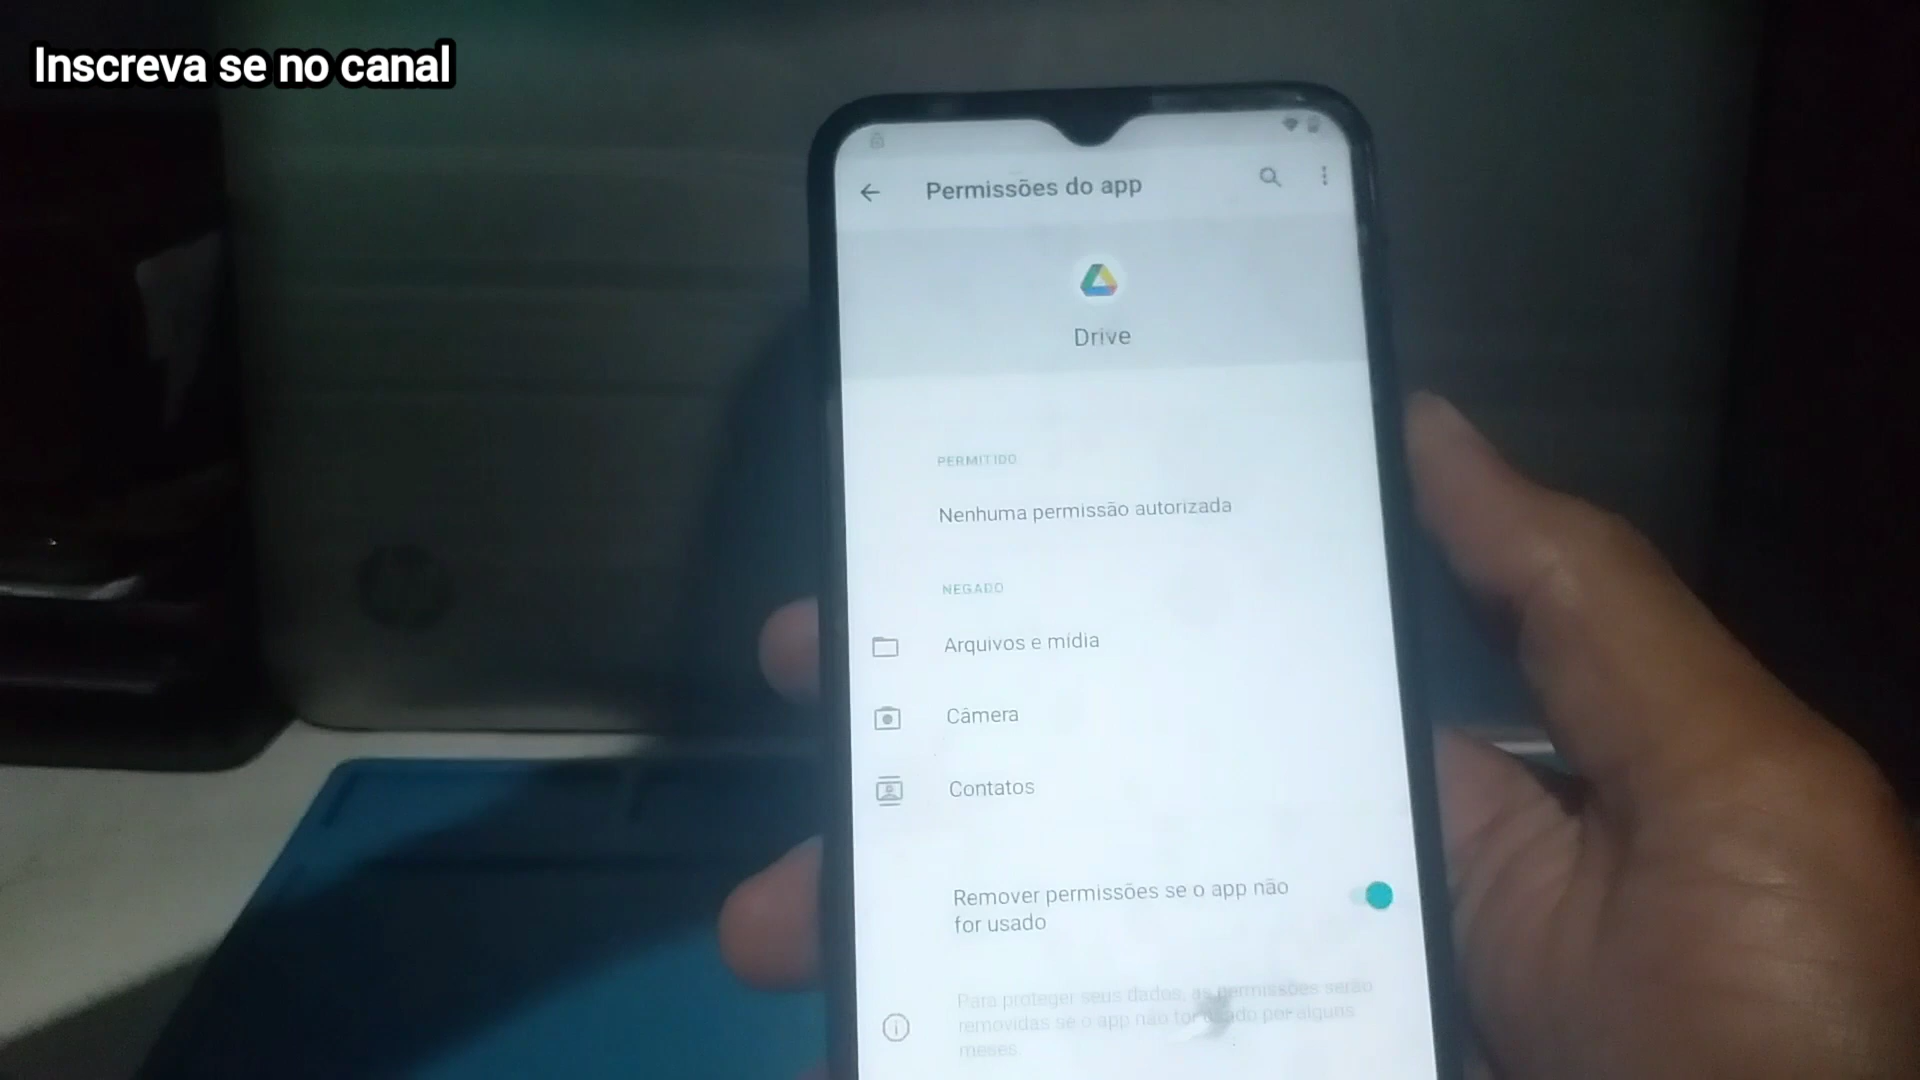 Inscreva se no canal
Permissões do app
Drive
PERMITIDO
Nenhuma permissão autorizada
NEGADO
Arquivos e mídia
Câmera
Contatos
Remover permissões se o app não
for usado
Para proteger seus dados, as permissões serão
removidas se o app não for usado por alguns
meses.